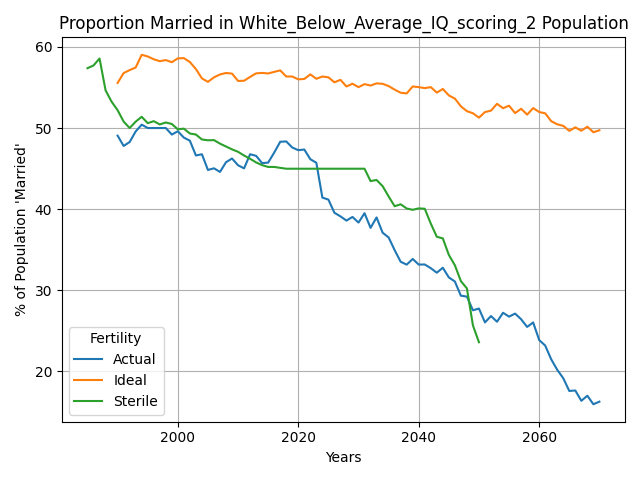 Proportion Married in White_Below_Average_IQ_scoring_2 Population
% of Population 'Married'
60
50
40
30
20
Fertility
Actual
Ideal
Sterile
2000
2020
2040
2060
Years